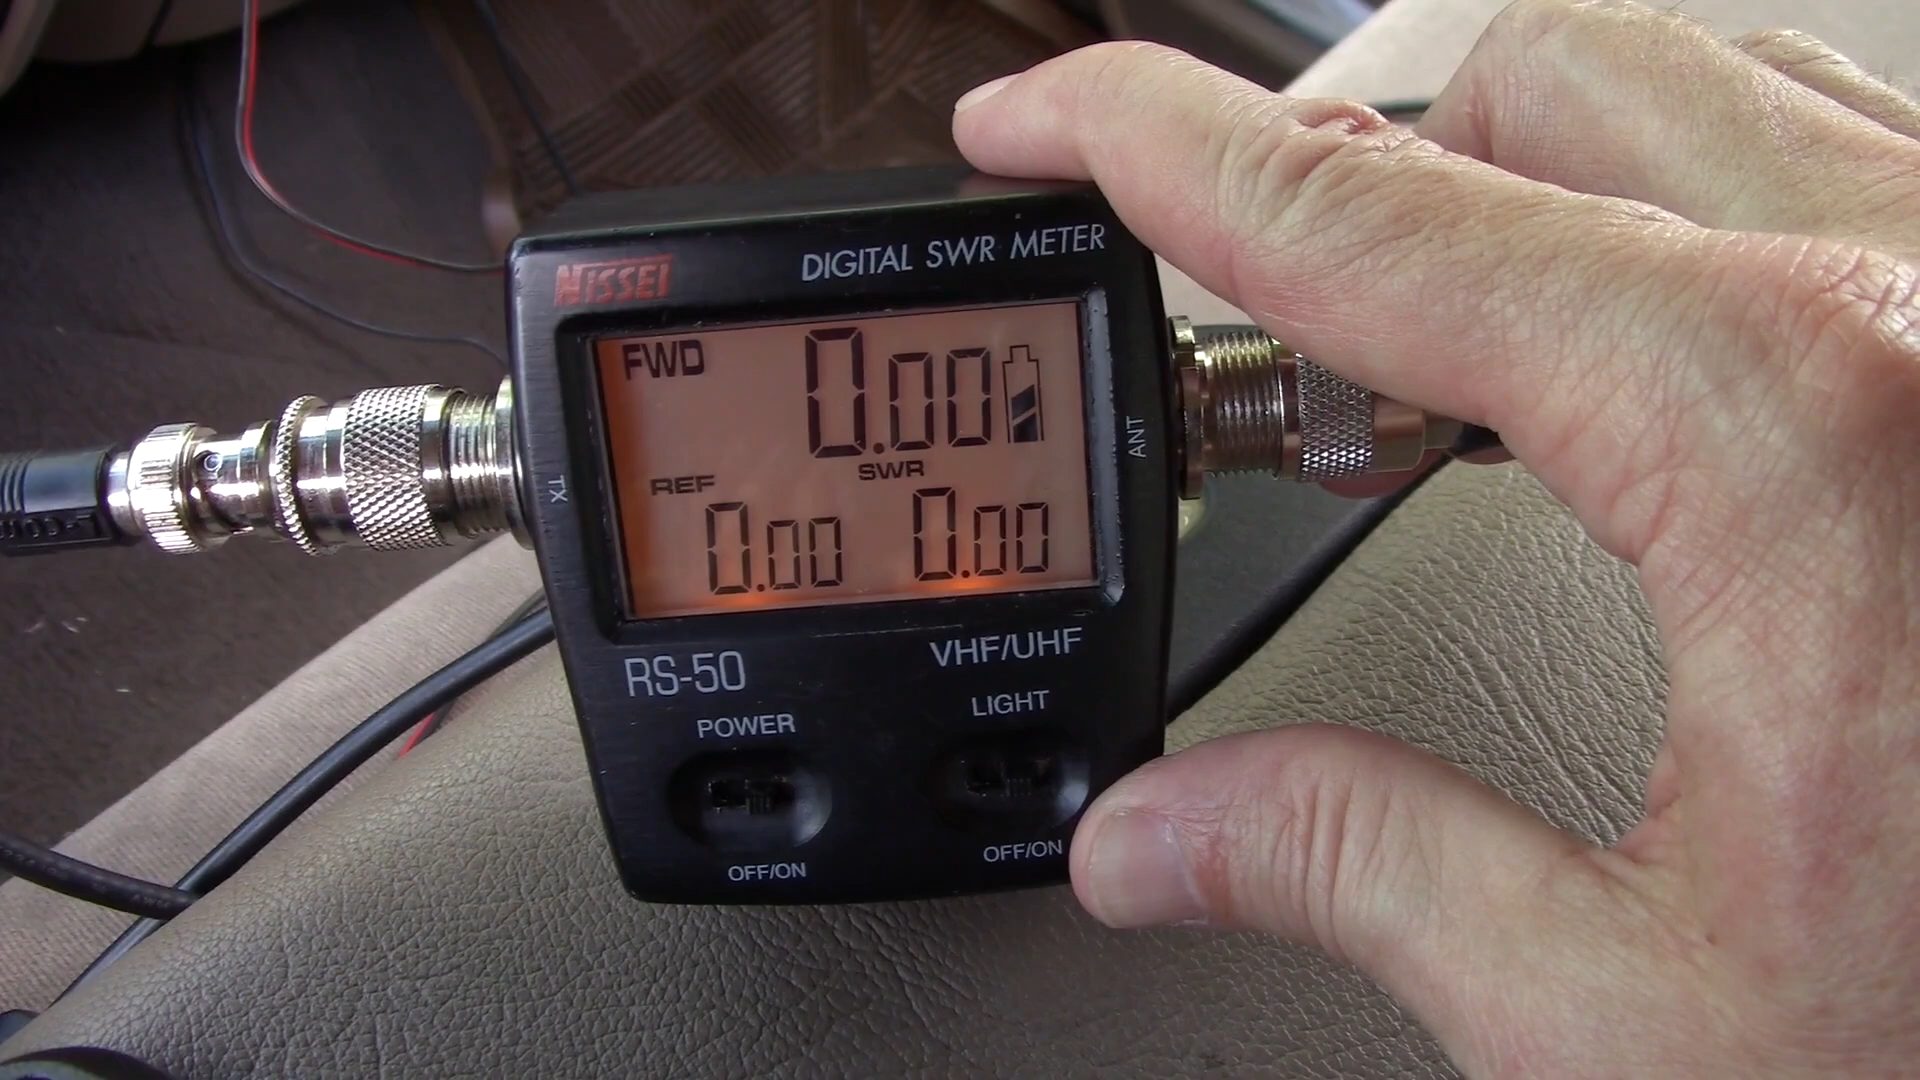 NISSEI
DIGITAL SWR METER
FWD
0.00
REF
SWR
0.00
0.00
TX
ANT
RS-50
VHF/UHF
POWER
LIGHT
OFF/ON
OFF/ON